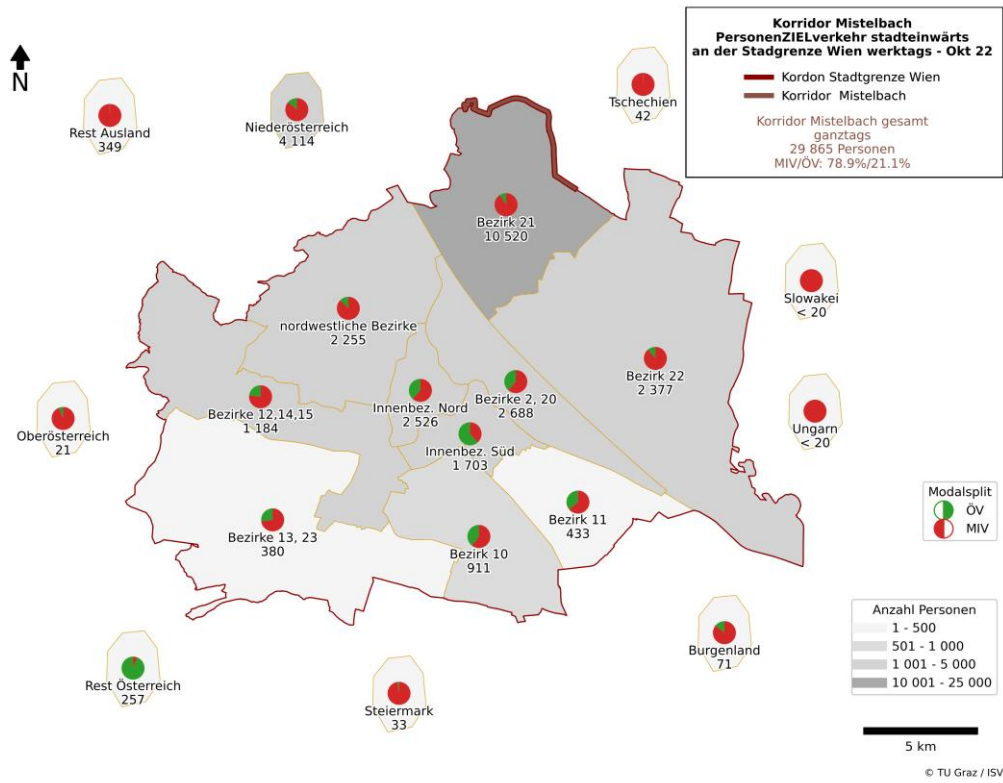 Korridor Mistelbach
PersonenZIELverkehr stadteinwärts
an der Stadgrenze Wien werktags - Okt 22
Kordon Stadtgrenze Wien
Korridor Mistelbach
Korridor Mistelbach gesamt
ganztags
29 865 Personen
MIV/ÖV: 78.9%/21.1%
N
Rest Ausland
349
Niederösterreich
4 114
Tschechien
42
Bezirk 21
10 520
Slowakei
< 20
nordwestliche Bezirke
2 255
Bezirk 22
2 377
Bezirke 12,14,15
1 184
Innenbez. Nord
2 526
Bezirke 2, 20
2 688
Oberösterreich
21
Ungarn
< 20
Innenbez. Süd
1 703
Bezirke 13, 23
380
Bezirk 10
911
Bezirk 11
433
Modalsplit
ÖV
MIV
Rest Österreich
257
Steiermark
33
Burgenland
71
Anzahl Personen
1 - 500
501 - 1 000
1 001 - 5 000
10 001 - 25 000
5 km
© TU Graz / ISV